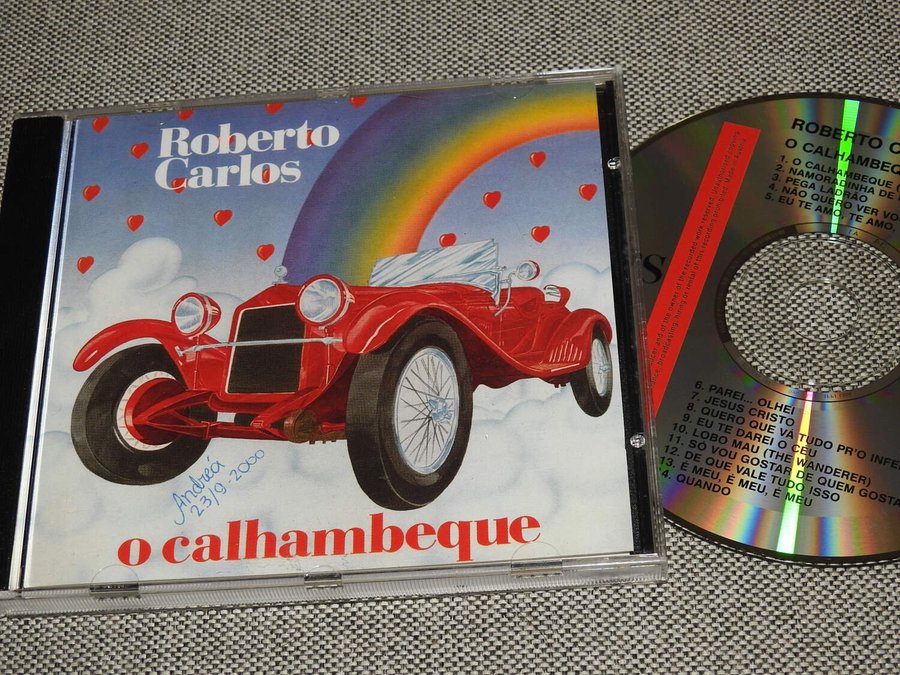 Roberto
Carlos
Andréa
23/9-2000
o calhambeque
ROBERTO C
O CALHAMBEQU
1. O CALHAMBEQUE (
2. NAMORADINHA DE
3. PEGA LADRÃO
4. NÃO QUERO VER VO
5. EU TE AMO, TE AMO,
6. PAREI... OLHEI
7. JESUS CRISTO
8. QUERO QUE VÁ TUDO PR'O INFE
9. EU TE DAREI O CÉU
10. LOBO MAU (THE WANDERER)
11. SÓ VOU GOSTAR DE QUEM GOSTA
12. DE QUE VALE TUDO ISSO
13. É MEU, É MEU, É MEU
4. QUANDO